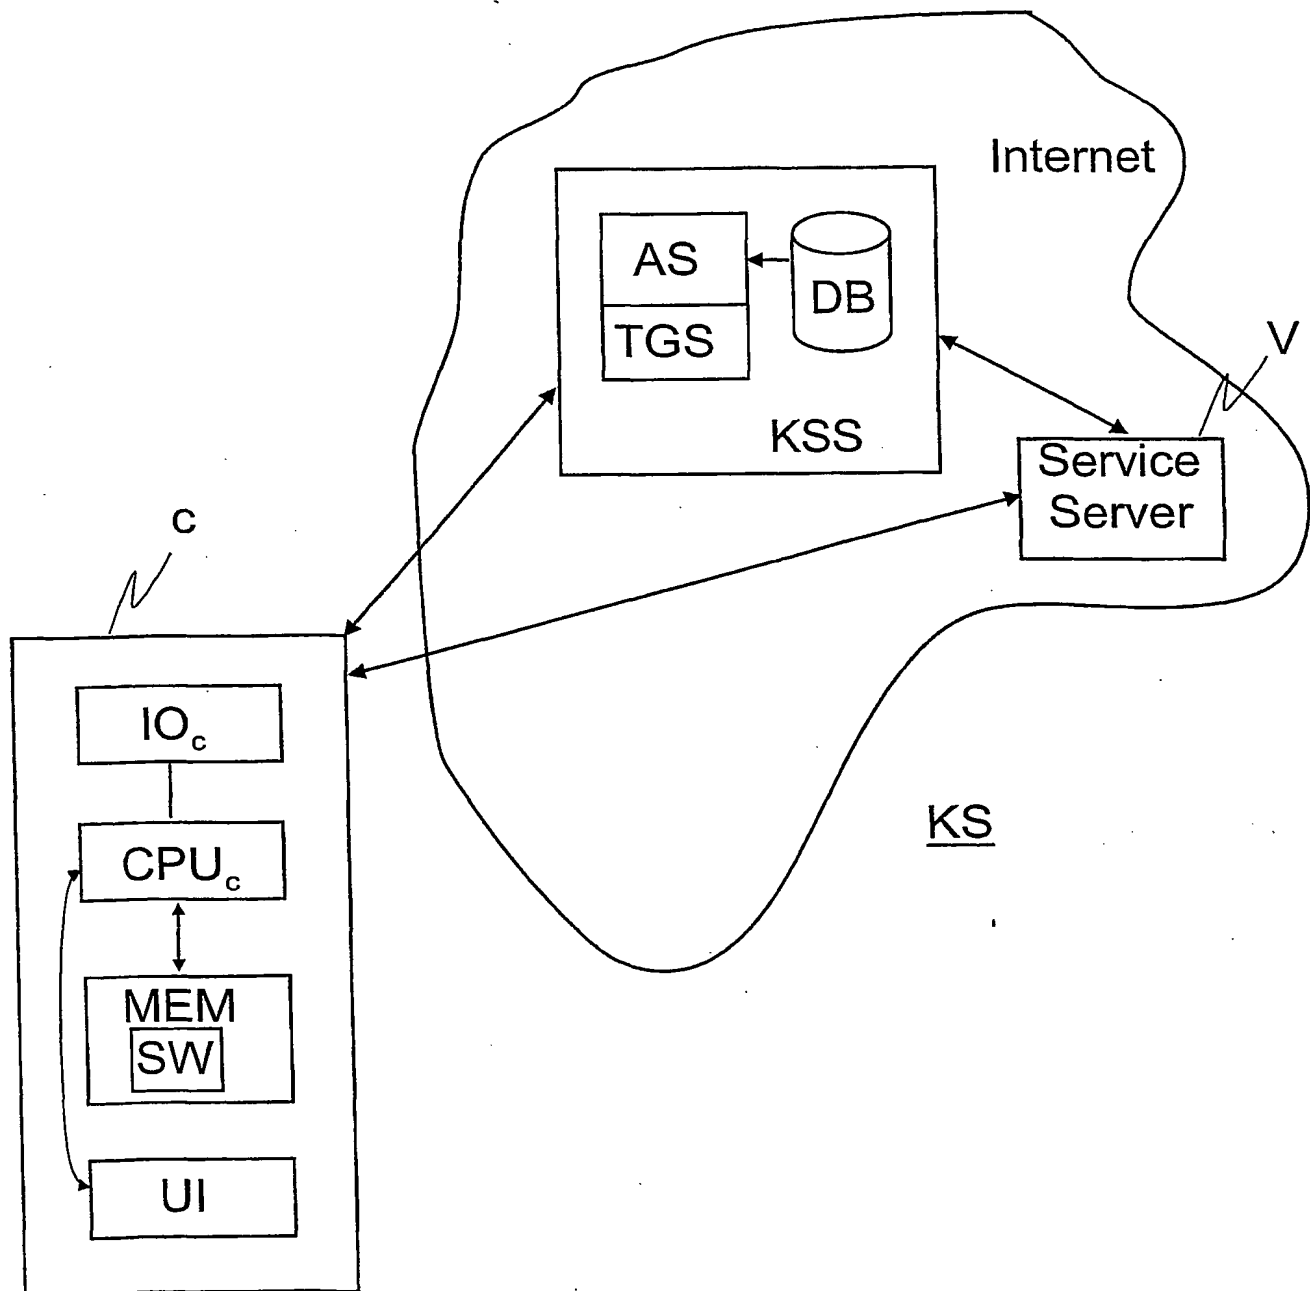 Internet
AS
DB
TGS
V
KSS
Service
Server
c
IOc
CPUc
KS
MEM
SW
UI